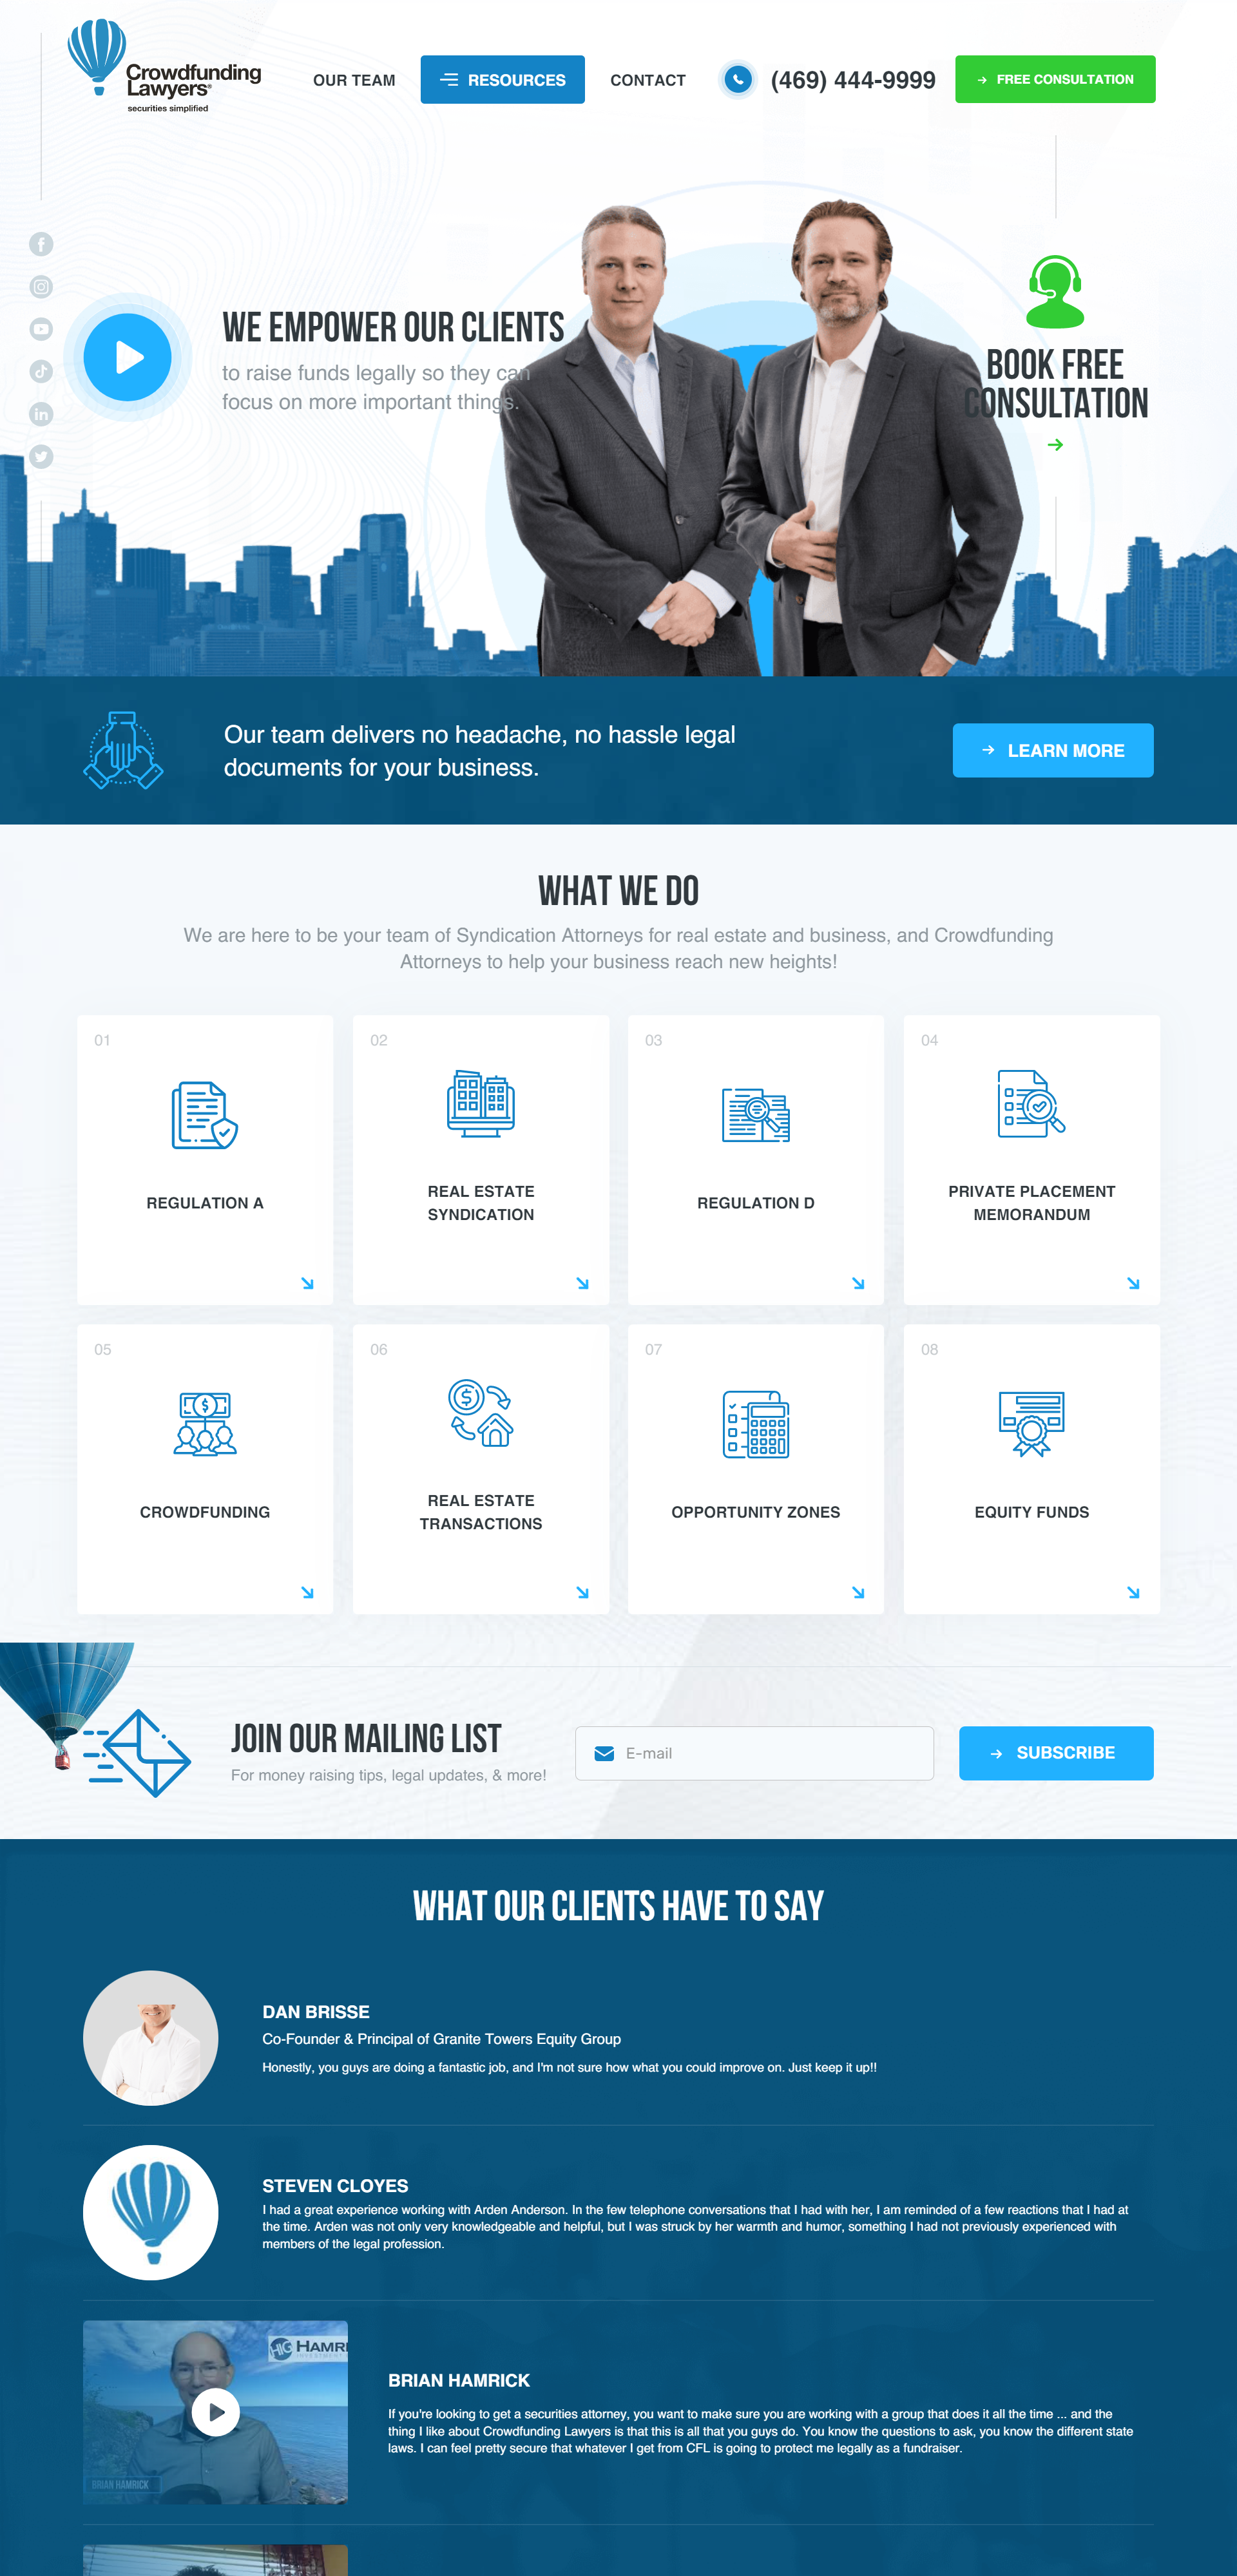 Crowdfunding
Lawyers®
securities simplified
OUR TEAM
RESOURCES
CONTACT
(469) 444-9999
FREE CONSULTATION
WE EMPOWER OUR CLIENTS
to raise funds legally so they can
focus on more important things.
BOOK FREE
CONSULTATION
Our team delivers no headache, no hassle legal
documents for your business.
LEARN MORE
WHAT WE DO
We are here to be your team of Syndication Attorneys for real estate and business, and Crowdfunding
Attorneys to help your business reach new heights!
01
REGULATION A
02
REAL ESTATE
SYNDICATION
03
REGULATION D
04
PRIVATE PLACEMENT
MEMORANDUM
05
CROWDFUNDING
06
REAL ESTATE
TRANSACTIONS
07
OPPORTUNITY ZONES
08
EQUITY FUNDS
JOIN OUR MAILING LIST
For money raising tips, legal updates, & more!
E-mail
SUBSCRIBE
WHAT OUR CLIENTS HAVE TO SAY
DAN BRISSE
Co-Founder & Principal of Granite Towers Equity Group
Honestly, you guys are doing a fantastic job, and I'm not sure how what you could improve on. Just keep it up!!
STEVEN CLOYES
I had a great experience working with Arden Anderson. In the few telephone conversations that I had with her, I am reminded of a few reactions that I had at
the time. Arden was not only very knowledgeable and helpful, but I was struck by her warmth and humor, something I had not previously experienced with
members of the legal profession.
HIG HAMRI
INVESTMENT
BRIAN HAMRICK
BRIAN HAMRICK
If you're looking to get a securities attorney, you want to make sure you are working with a group that does it all the time ... and the
thing I like about Crowdfunding Lawyers is that this is all that you guys do. You know the questions to ask, you know the different state
laws. I can feel pretty secure that whatever I get from CFL is going to protect me legally as a fundraiser.